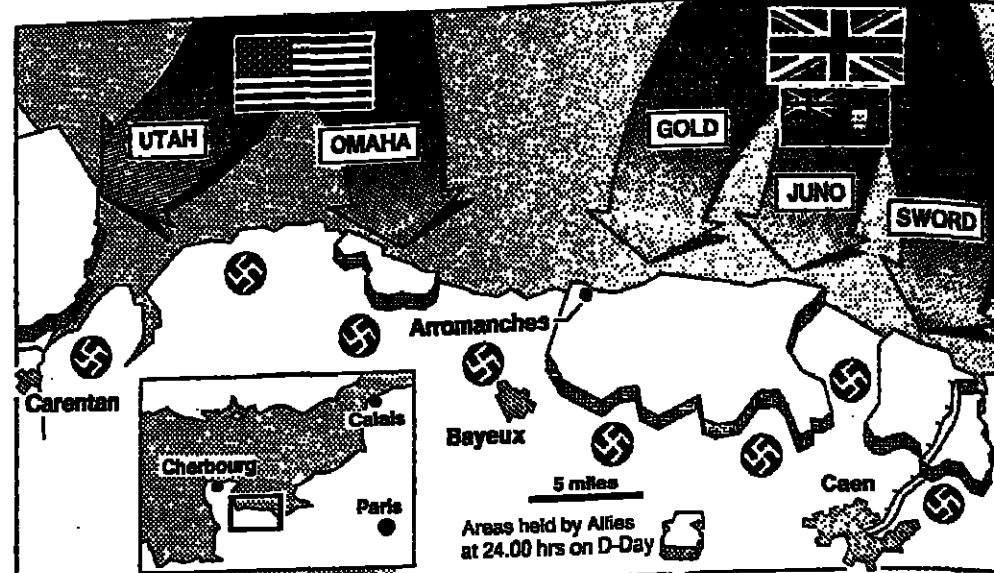 UTAH
OMAHA
GOLD
JUNO
SWORD
Arromanches
Carentan
Bayeux
Calais
Cherbourg
Paris
5 miles
Caen
Areas held by Allies
at 24.00 hrs on D-Day